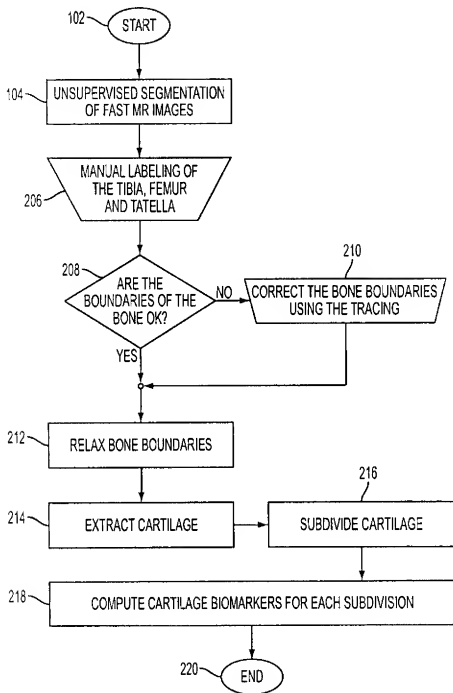 102
START
104
UNSUPERVISED SEGMENTATION
OF FAST MR IMAGES
MANUAL LABELING OF
THE TIBIA, FEMUR
AND TATELLA
206
208
ARE THE
BOUNDARIES OF THE
BONE OK?
NO
YES
210
CORRECT THE BONE BOUNDARIES
USING THE TRACING
212
RELAX BONE BOUNDARIES
214
EXTRACT CARTILAGE
216
SUBDIVIDE CARTILAGE
218
COMPUTE CARTILAGE BIOMARKERS FOR EACH SUBDIVISION
220
END